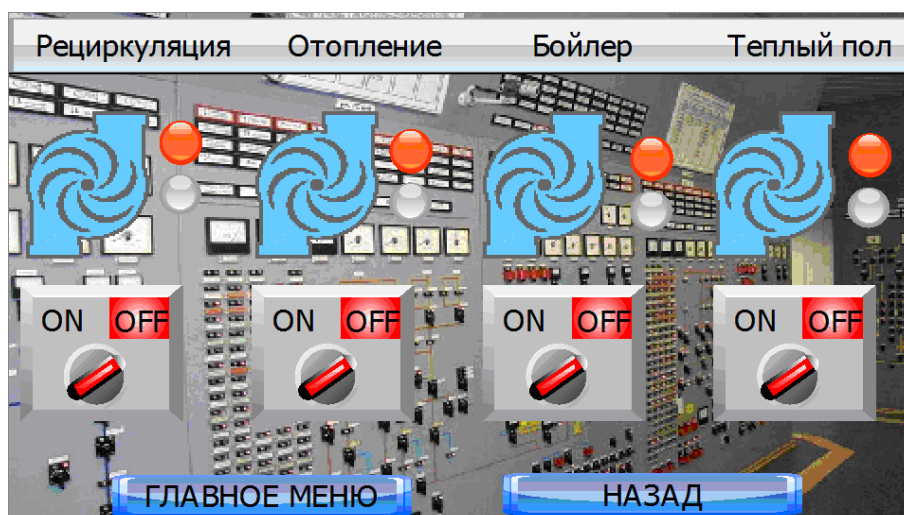 Рециркуляция Отопление Бойлер Теплый пол
ON OFF ON OFF ON OFF ON OFF
ГЛАВНОЕ МЕНЮ НАЗАД